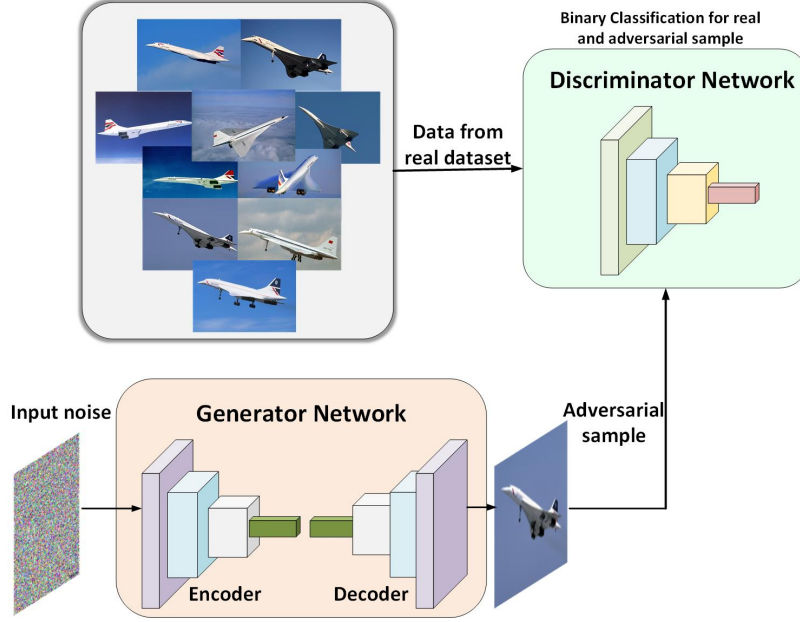 Binary Classification for real
and adversarial sample
Discriminator Network
Data from
real dataset
Input noise
Generator Network
Adversarial
sample
Encoder
Decoder